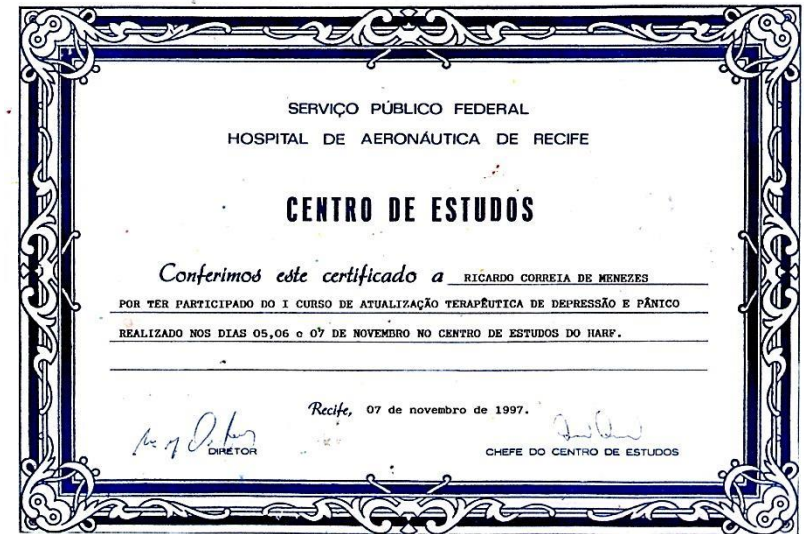 SERVIÇO PÚBLICO FEDERAL
HOSPITAL DE AERONÁUTICA DE RECIFE
CENTRO DE ESTUDOS
Conferimos este certificado a RICARDO CORREIA DE MENEZES
POR TER PARTICIPADO DO I CURSO DE ATUALIZAÇÃO TERAPÊUTICA DE DEPRESSÃO E PÂNICO
REALIZADO NOS DIAS 05,06 e 07 DE NOVEMBRO NO CENTRO DE ESTUDOS DO HARF.
Recife, 07 de novembro de 1997.
DIRETOR
CHEFE DO CENTRO DE ESTUDOS